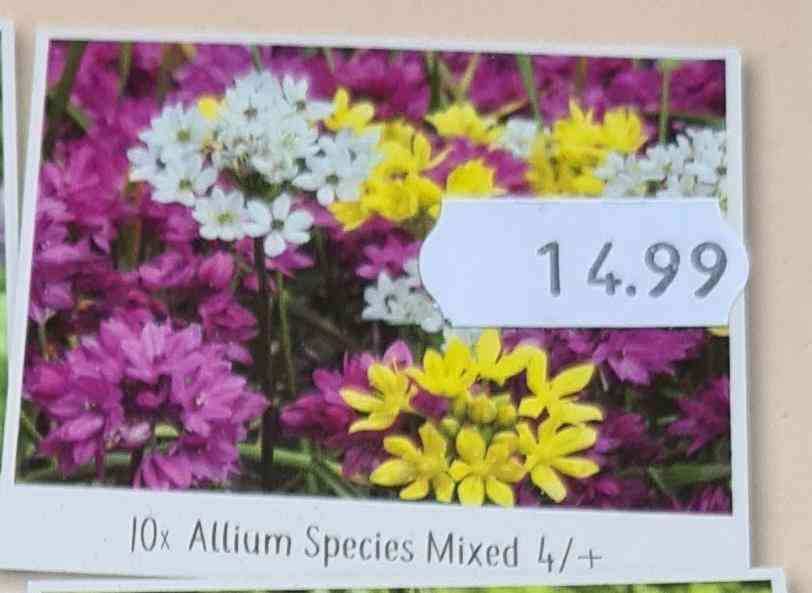 14.99
10x Allium Species Mixed 4/+